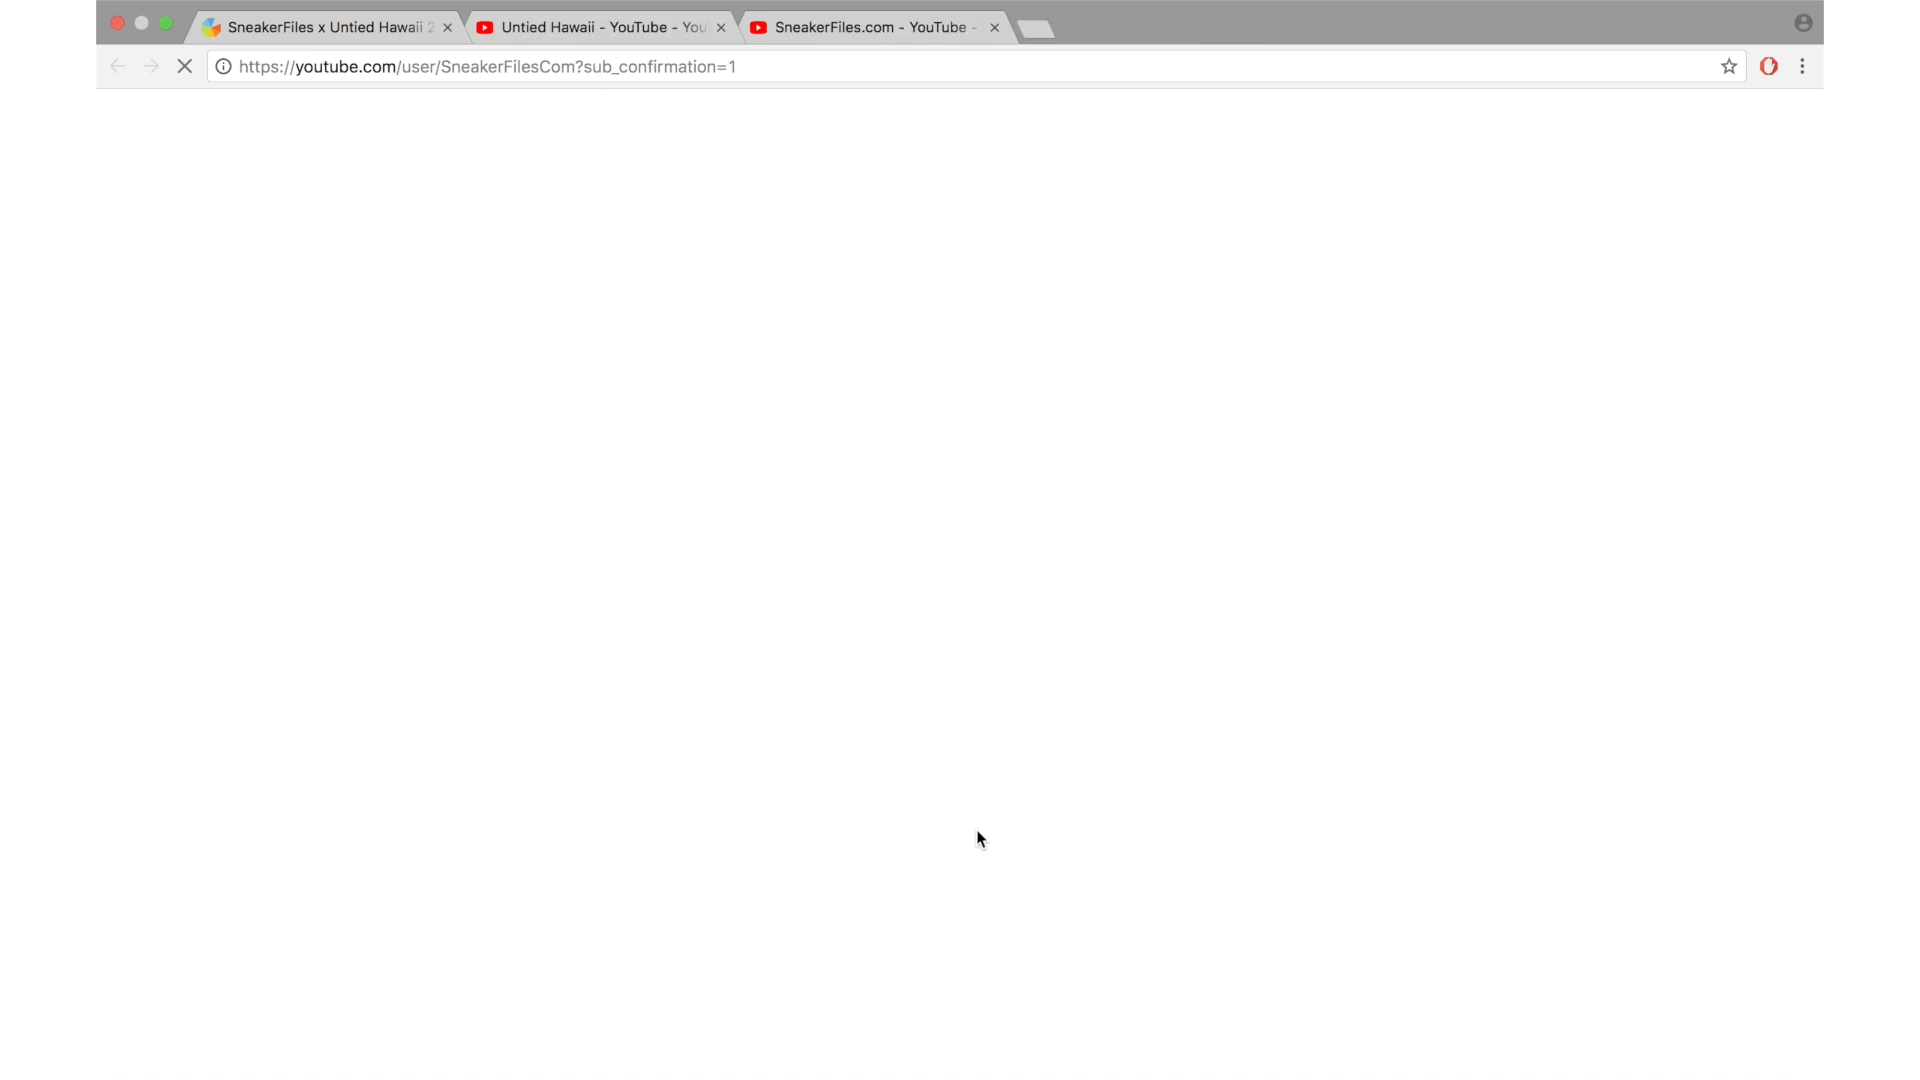 SneakerFiles x Untied Hawaii 2
Untied Hawaii - YouTube - You
SneakerFiles.com - YouTube -
https://youtube.com/user/SneakerFilesCom?sub_confirmation=1